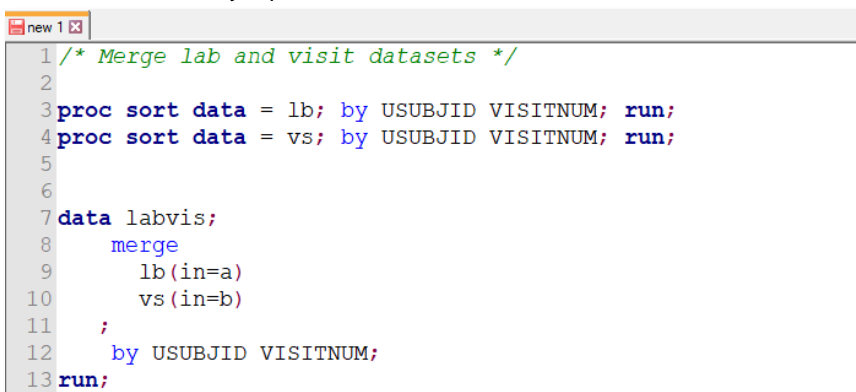 new 1
1 /* Merge lab and visit datasets */
2
3 proc sort data = lb; by USUBJID VISITNUM; run;
4 proc sort data = vs; by USUBJID VISITNUM; run;
5
6
7 data labvis;
8 merge
9 lb(in=a)
10 vs(in=b)
11 ;
12 by USUBJID VISITNUM;
13 run;